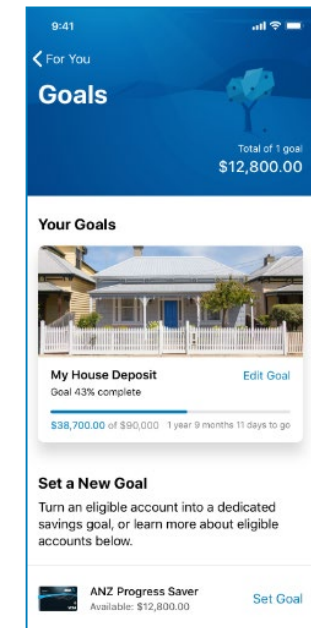 9:41
For You
Goals
Total of 1 goal
$12,800.00
Your Goals
My House Deposit
Edit Goal
Goal 43% complete
$38,700.00 of $90,000 1 year 9 months 11 days to go
Set a New Goal
Turn an eligible account into a dedicated
savings goal, or learn more about eligible
accounts below.
ANZ Progress Saver
Available: $12,800.00
Set Goal